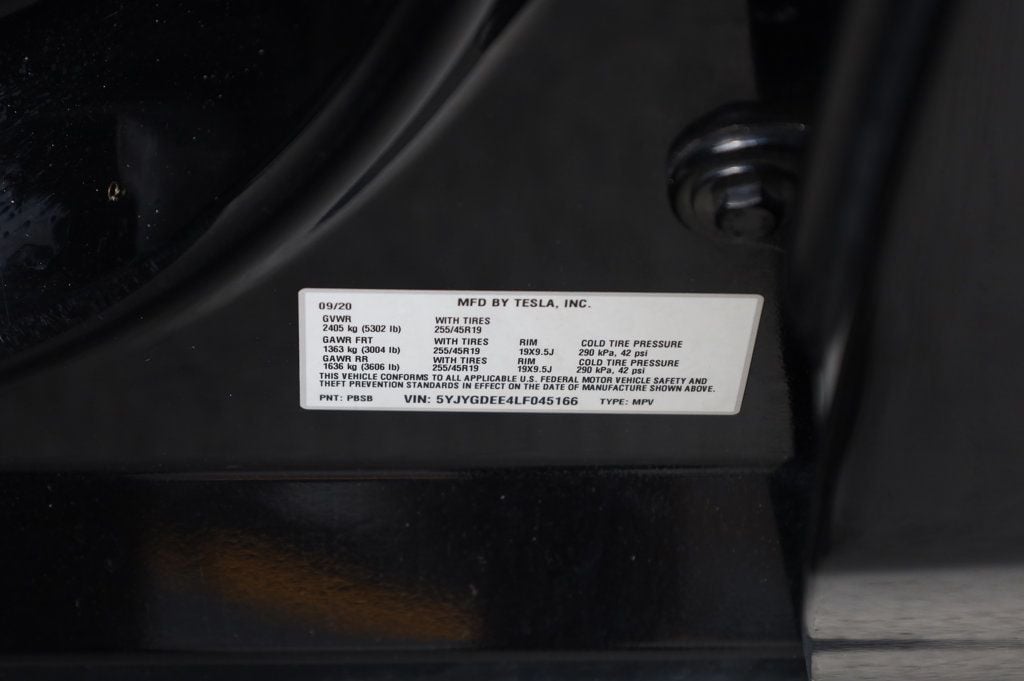 09/20 MFD BY TESLA, INC.
GVWR WITH TIRES
2405 kg (5302 lb) 255/45R19
GAWR FRT WITH TIRES RIM COLD TIRE PRESSURE
1363 kg (3004 lb) 255/45R19 19X9.5J 290 kPa, 42 psi
GAWR RR WITH TIRES RIM COLD TIRE PRESSURE
1636 kg (3606 lb) 255/45R19 19X9.5J 290 kPa, 42 psi
THIS VEHICLE CONFORMS TO ALL APPLICABLE U.S. FEDERAL MOTOR VEHICLE SAFETY AND
THEFT PREVENTION STANDARDS IN EFFECT ON THE DATE OF MANUFACTURE SHOWN ABOVE.
PNT: PBSB VIN: 5YJYGDEE4LF045166 TYPE: MPV